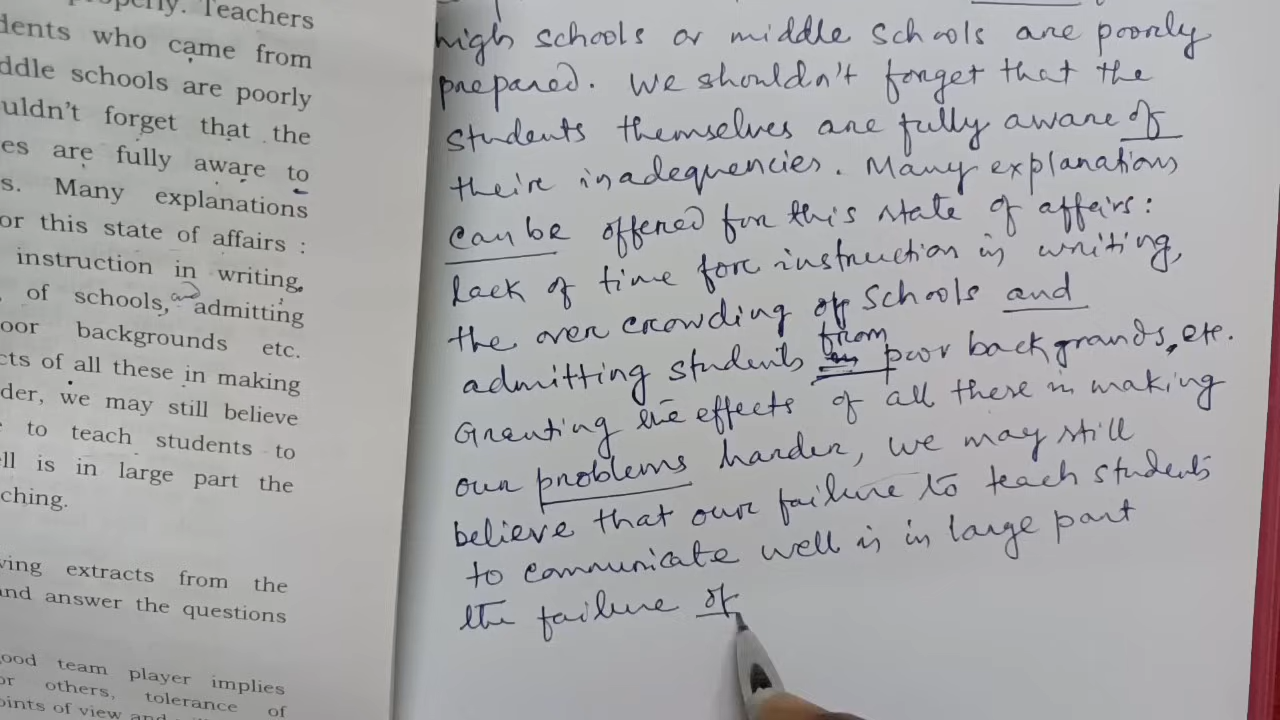 properly. Teachers
dents who came from
ddle schools are poorly
uldn't forget that the
es are fully aware to
s. Many explanations
or this state of affairs :
instruction in writing,
of schools, and admitting
oor backgrounds etc.
cts of all these in making
der, we may still believe
to teach students to
ell is in large part the
ching.
ving extracts from the
and answer the questions
ood team player implies
or others, tolerance of
oints of view and
high schools or middle schools are poorly
prepared. We shouldn't forget that the
students themselves are fully aware of
their inadequencies. Many explanations
can be offered for this state of affairs:
lack of time for instruction in writing,
the over crowding of schools and
admitting students from poor backgrounds, etc.
Granting the effects of all these in making
our problems harder, we may still
believe that our failure to teach students
to communicate well is in large part
the failure of